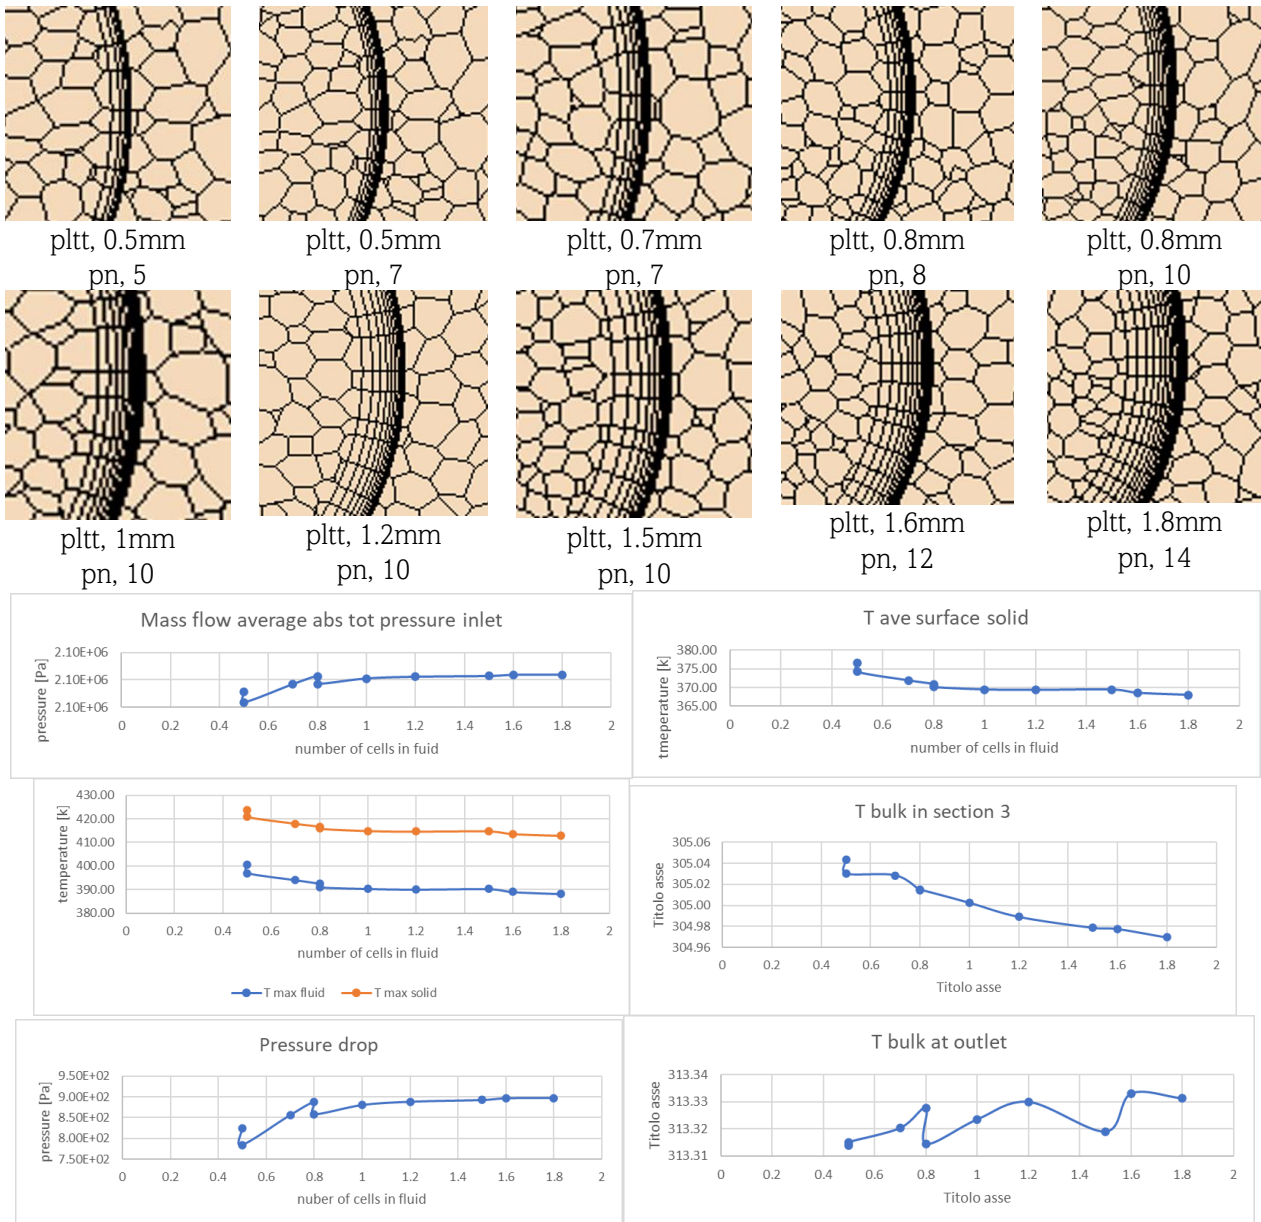 pltt, 0.5mm
pn, 5
pltt, 0.5mm
pn, 7
pltt, 0.7mm
pn, 7
pltt, 0.8mm
pn, 8
pltt, 0.8mm
pn, 10
pltt, 1mm
pn, 10
pltt, 1.2mm
pn, 10
pltt, 1.5mm
pn, 10
pltt, 1.6mm
pn, 12
pltt, 1.8mm
pn, 14
Mass flow average abs tot pressure inlet
pressure [Pa]
2.10E+06
2.10E+06
2.10E+06
0 0.2 0.4 0.6 0.8 1 1.2 1.4 1.6 1.8 2
number of cells in fuid
T ave surface solid
tmeperature [k]
380.00
375.00
370.00
365.00
0 0.2 0.4 0.6 0.8 1 1.2 1.4 1.6 1.8 2
number of cells in fluid
temperature [k]
430.00
420.00
410.00
400.00
390.00
380.00
0 0.2 0.4 0.6 0.8 1 1.2 1.4 1.6 1.8 2
number of cells in fluid
T max fluid T max solid
T bulk in section 3
Titolo asse
305.06
305.04
305.02
305.00
304.98
304.96
0 0.2 0.4 0.6 0.8 1 1.2 1.4 1.6 1.8 2
Titolo asse
Pressure drop
pressure [Pa]
9.50E+02
9.00E+02
8.50E+02
8.00E+02
7.50E+02
0 0.2 0.4 0.6 0.8 1 1.2 1.4 1.6 1.8 2
nuber of cells in fluid
T bulk at outlet
Titolo asse
313.34
313.33
313.32
313.31
0 0.2 0.4 0.6 0.8 1 1.2 1.4 1.6 1.8 2
Titolo asse